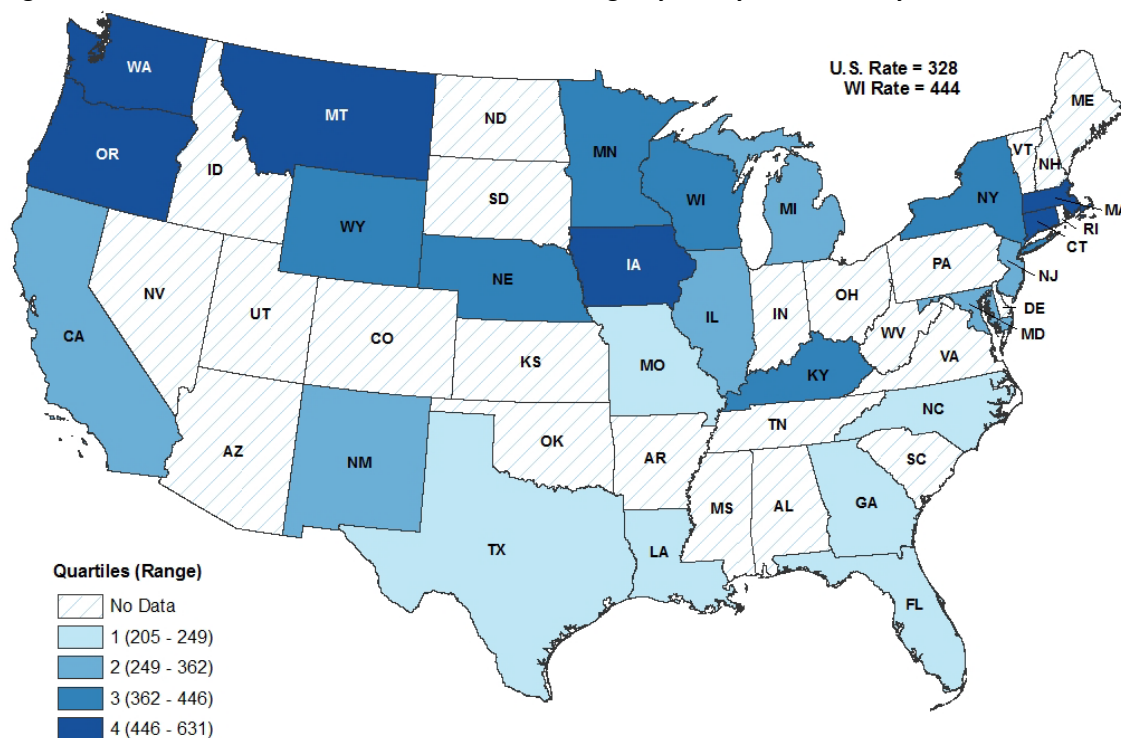 U.S. Rate = 328
WI Rate = 444
WA
MT
ND
ME
OR
ID
MN
VT
NH
SD
WI
NY
MA
WY
MI
RI
CT
IA
PA
NJ
NE
NV
UT
OH
IN
IL
DE
CA
CO
WV
MD
VA
KS
MO
KY
NC
TN
AZ
OK
NM
AR
SC
MS
AL
GA
TX
LA
FL
Quartiles (Range)
No Data
1 (205 - 249)
2 (249 - 362)
3 (362 - 446)
4 (446 - 631)